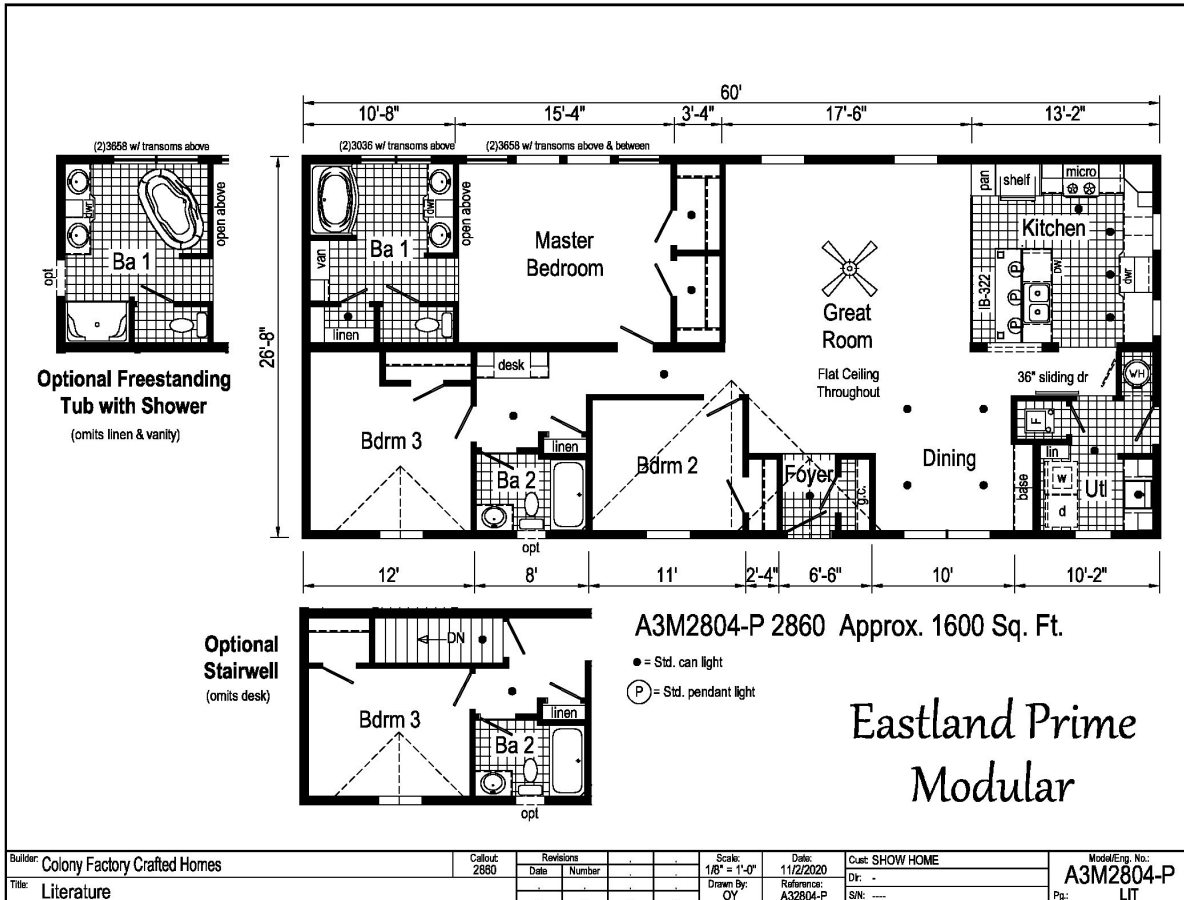 60'
10'-8"
15'-4"
3'-4"
17'-6"
13'-2"
(2)3658 w/ transoms above
(2)3036 w/ transoms above
(2)3658 w/ transoms above & between
dwr
open above
Ba 1
opt
Optional Freestanding
Tub with Shower
(omits linen & vanity)
26'-8"
Ba 1
van
linen
dwr
open above
Master
Bedroom
Great
Room
Flat Ceiling
Throughout
pan
shelf
micro
Kitchen
IB-322
P
P
P
DW
dwr
36" sliding dr
WH
F
lin
w
d
Utl
base
Dining
Foyer
g.c.
desk
linen
Bdrm 3
Ba 2
Bdrm 2
opt
12'
8'
11'
2'-4"
6'-6"
10'
10'-2"
Optional
Stairwell
(omits desk)
DN
linen
Bdrm 3
Ba 2
opt
A3M2804-P 2860 Approx. 1600 Sq. Ft.
= Std. can light
P = Std. pendant light
Eastland Prime
Modular
Builder: Colony Factory Crafted Homes
Title: Literature
Callout:
2860
Revisions
Date Number
Scale:
1/8" = 1'-0"
Drawn By:
OY
Date:
11/2/2020
Reference:
A32804-P
Cust: SHOW HOME
Dlr: -
S/N: ----
Model/Eng. No.:
A3M2804-P
Pg.: LIT